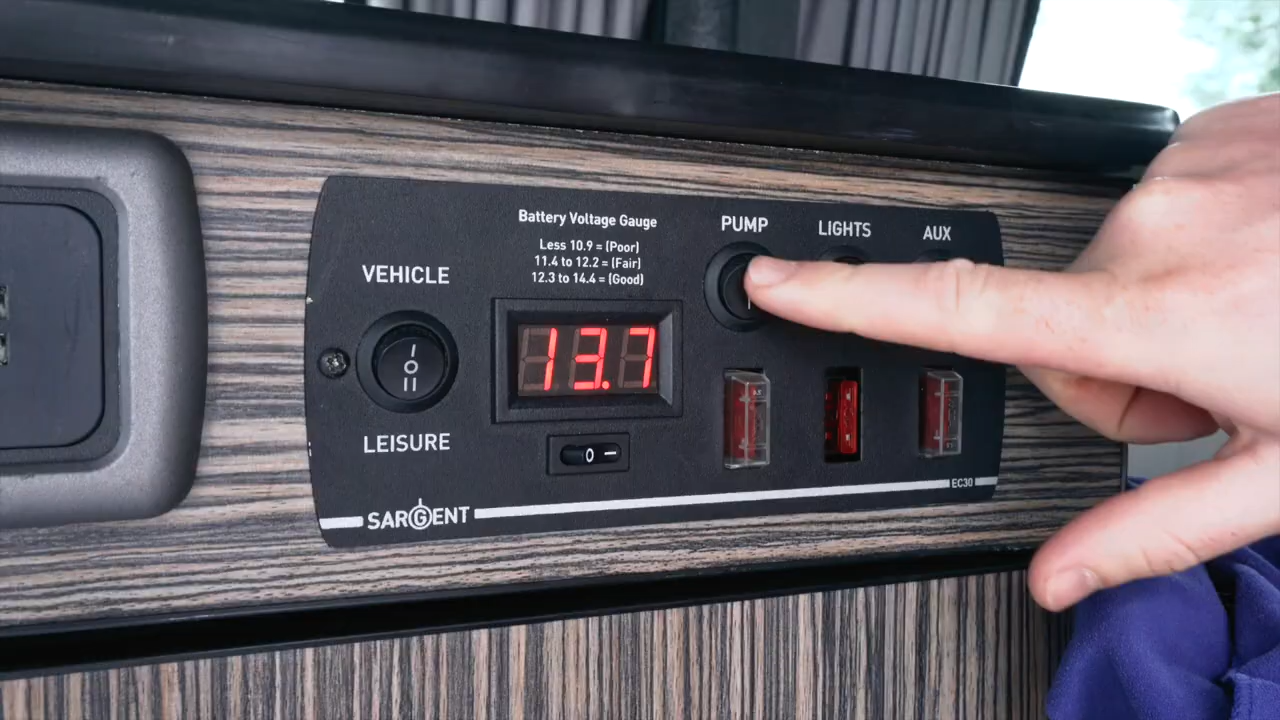 Battery Voltage Gauge
Less 10.9 = (Poor)
11.4 to 12.2 = (Fair)
12.3 to 14.4 = (Good)
PUMP
LIGHTS
AUX
VEHICLE
I
O
II
LEISURE
13.7
O –
SARGENT
EC30